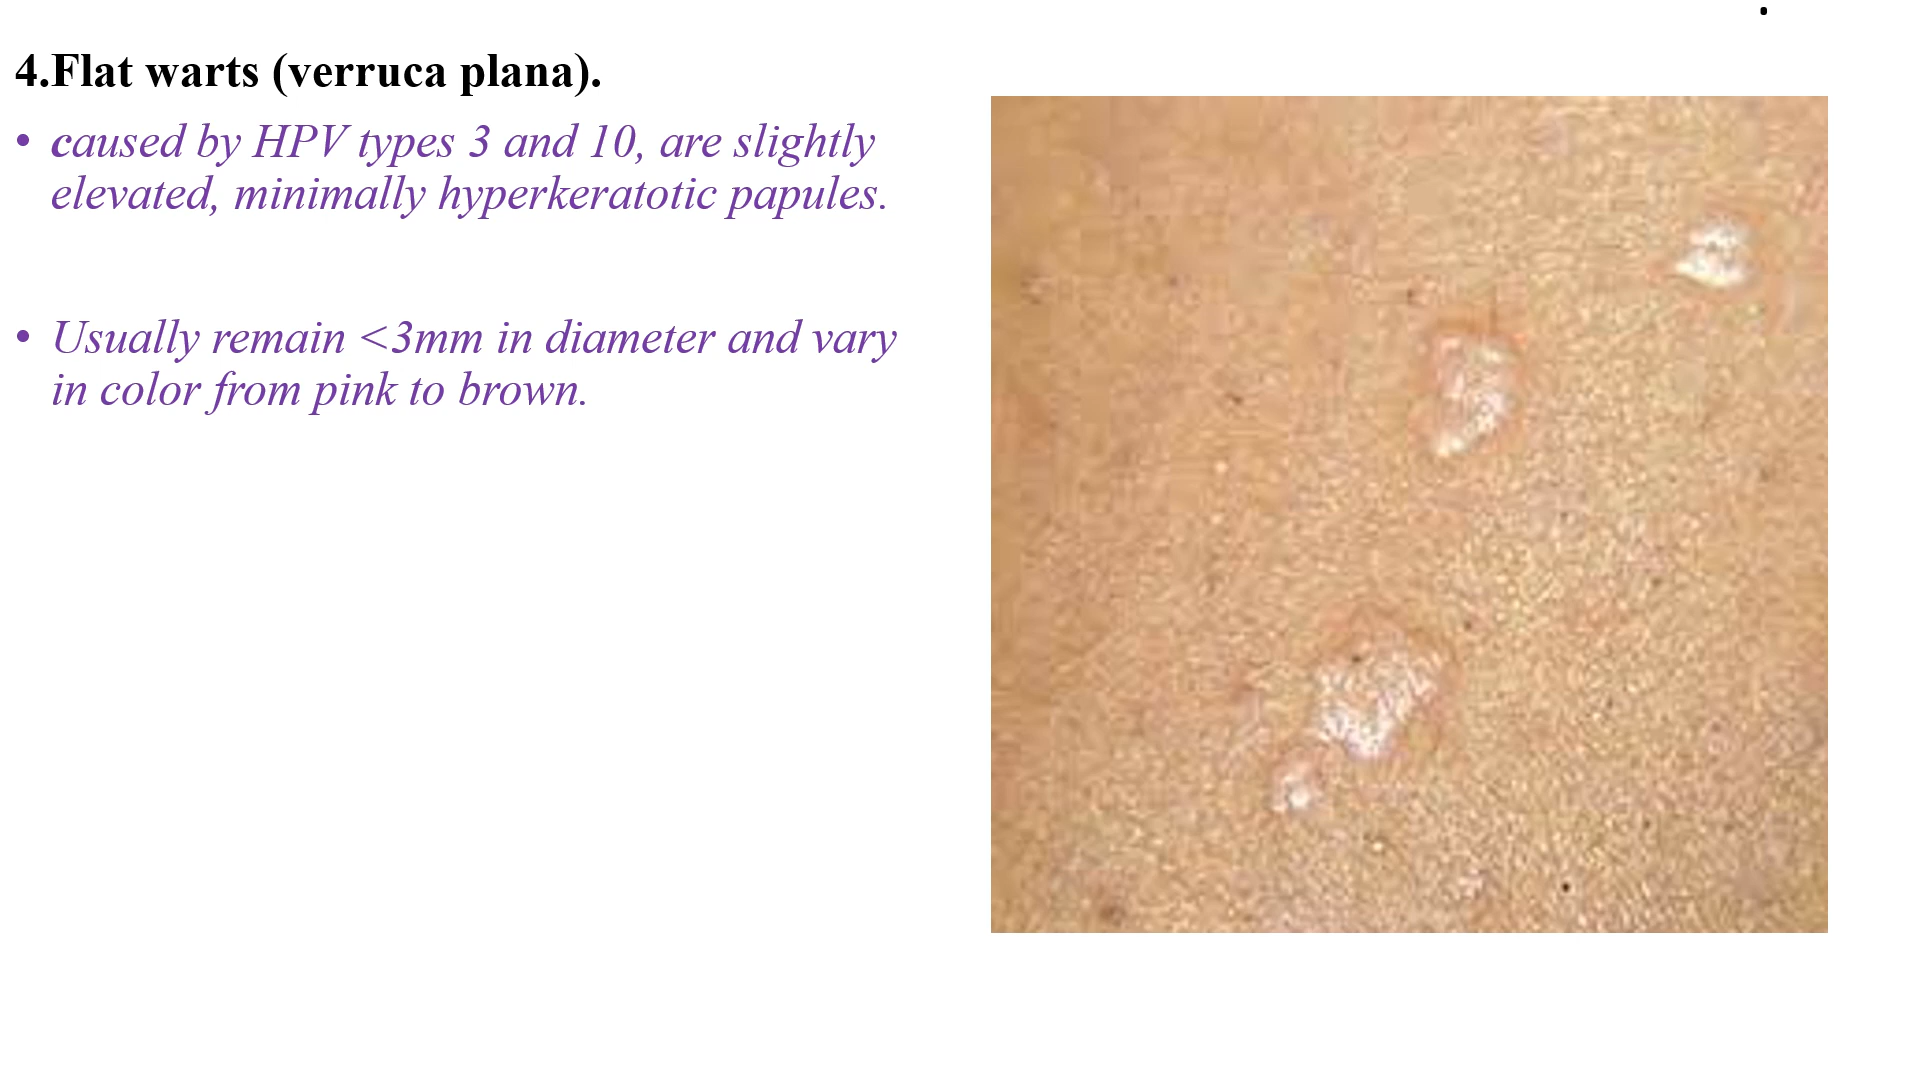 4.Flat warts (verruca plana).
• caused by HPV types 3 and 10, are slightly
elevated, minimally hyperkeratotic papules.
• Usually remain <3mm in diameter and vary
in color from pink to brown.